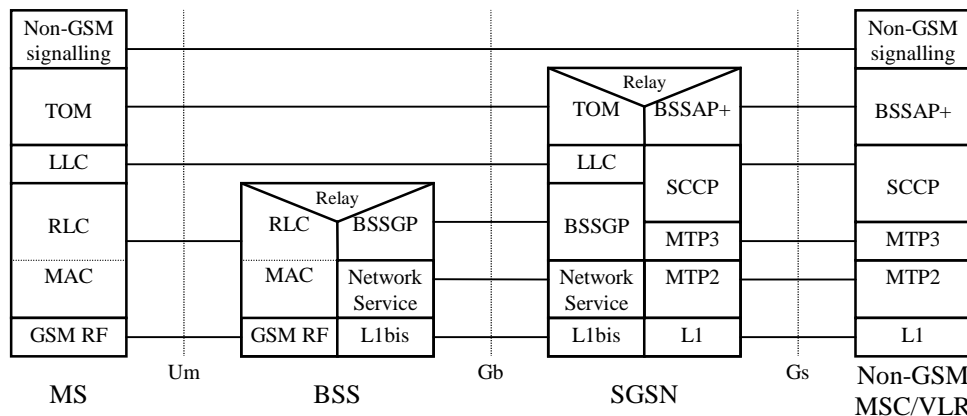 Non-GSM
signalling
TOM
LLC
RLC
MAC
GSM RF
MS
Um
Relay
RLC
BSSGP
MAC
Network
Service
GSM RF
L1bis
BSS
Gb
Relay
TOM
BSSAP+
LLC
SCCP
BSSGP
MTP3
Network
Service
MTP2
L1bis
L1
SGSN
Gs
Non-GSM
signalling
BSSAP+
SCCP
MTP3
MTP2
L1
Non-GSM
MSC/VLR